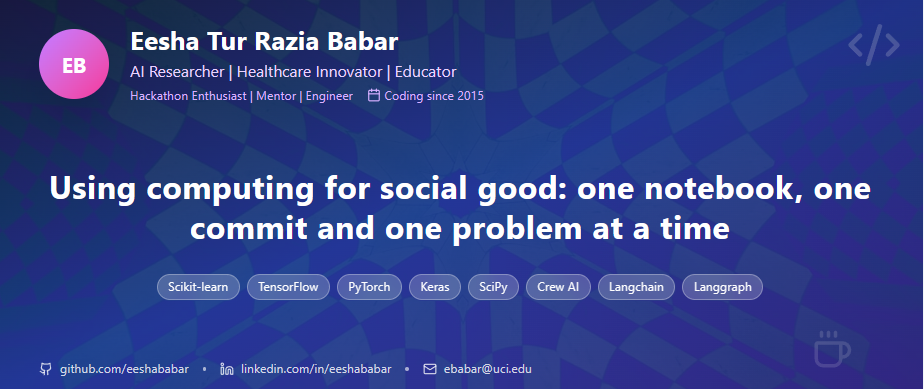 EB
Eesha Tur Razia Babar
AI Researcher | Healthcare Innovator | Educator
Hackathon Enthusiast | Mentor | Engineer Coding since 2015
</>
Using computing for social good: one notebook, one
commit and one problem at a time
Scikit-learn TensorFlow PyTorch Keras SciPy Crew AI Langchain Langgraph
github.com/eeshababar • linkedin.com/in/eeshababar • ebabar@uci.edu